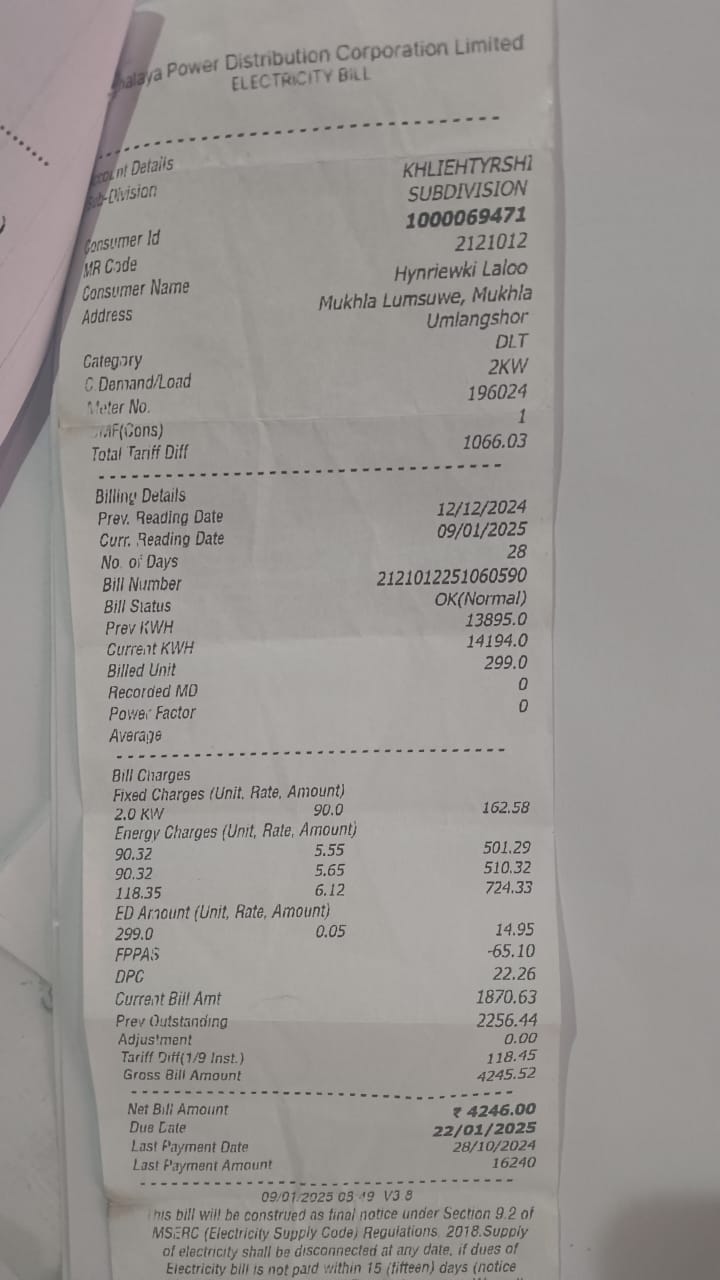 halaya Power Distribution Corporation Limited
ELECTRICITY BILL
Account Details
Sub-Division KHLIEHTYRSHI
SUBDIVISION
Consumer Id 1000069471
MR Code 2121012
Consumer Name Hynriewki Laloo
Address Mukhla Lumsuwe, Mukhla
Umlangshor
Category DLT
C.Demand/Load 2KW
Meter No. 196024
MF(Cons) 1
Total Tariff Diff 1066.03
Billing Details
Prev. Reading Date 12/12/2024
Curr. Reading Date 09/01/2025
No. of Days 28
Bill Number 2121012251060590
Bill Status OK(Normal)
Prev KWH 13895.0
Current KWH 14194.0
Billed Unit 299.0
Recorded MD 0
Power Factor 0
Average
Bill Charges
Fixed Charges (Unit, Rate, Amount)
2.0 KW 90.0 162.58
Energy Charges (Unit, Rate, Amount)
90.32 5.55 501.29
90.32 5.65 510.32
118.35 6.12 724.33
ED Amount (Unit, Rate, Amount)
299.0 0.05 14.95
FPPAS -65.10
DPC 22.26
Current Bill Amt 1870.63
Prev Outstanding 2256.44
Adjustment 0.00
Tariff Diff(1/9 Inst.) 118.45
Gross Bill Amount 4245.52
Net Bill Amount ₹ 4246.00
Due Date 22/01/2025
Last Payment Date 28/10/2024
Last Payment Amount 16240
09/01/2025 V3.8
his bill will be construed as final notice under Section 9.2 of
MSERC (Electricity Supply Code) Regulations, 2018.Supply
of electricity shall be disconnected at any date, if dues of
Electricity bill is not paid within 15 (fifteen) days (notice